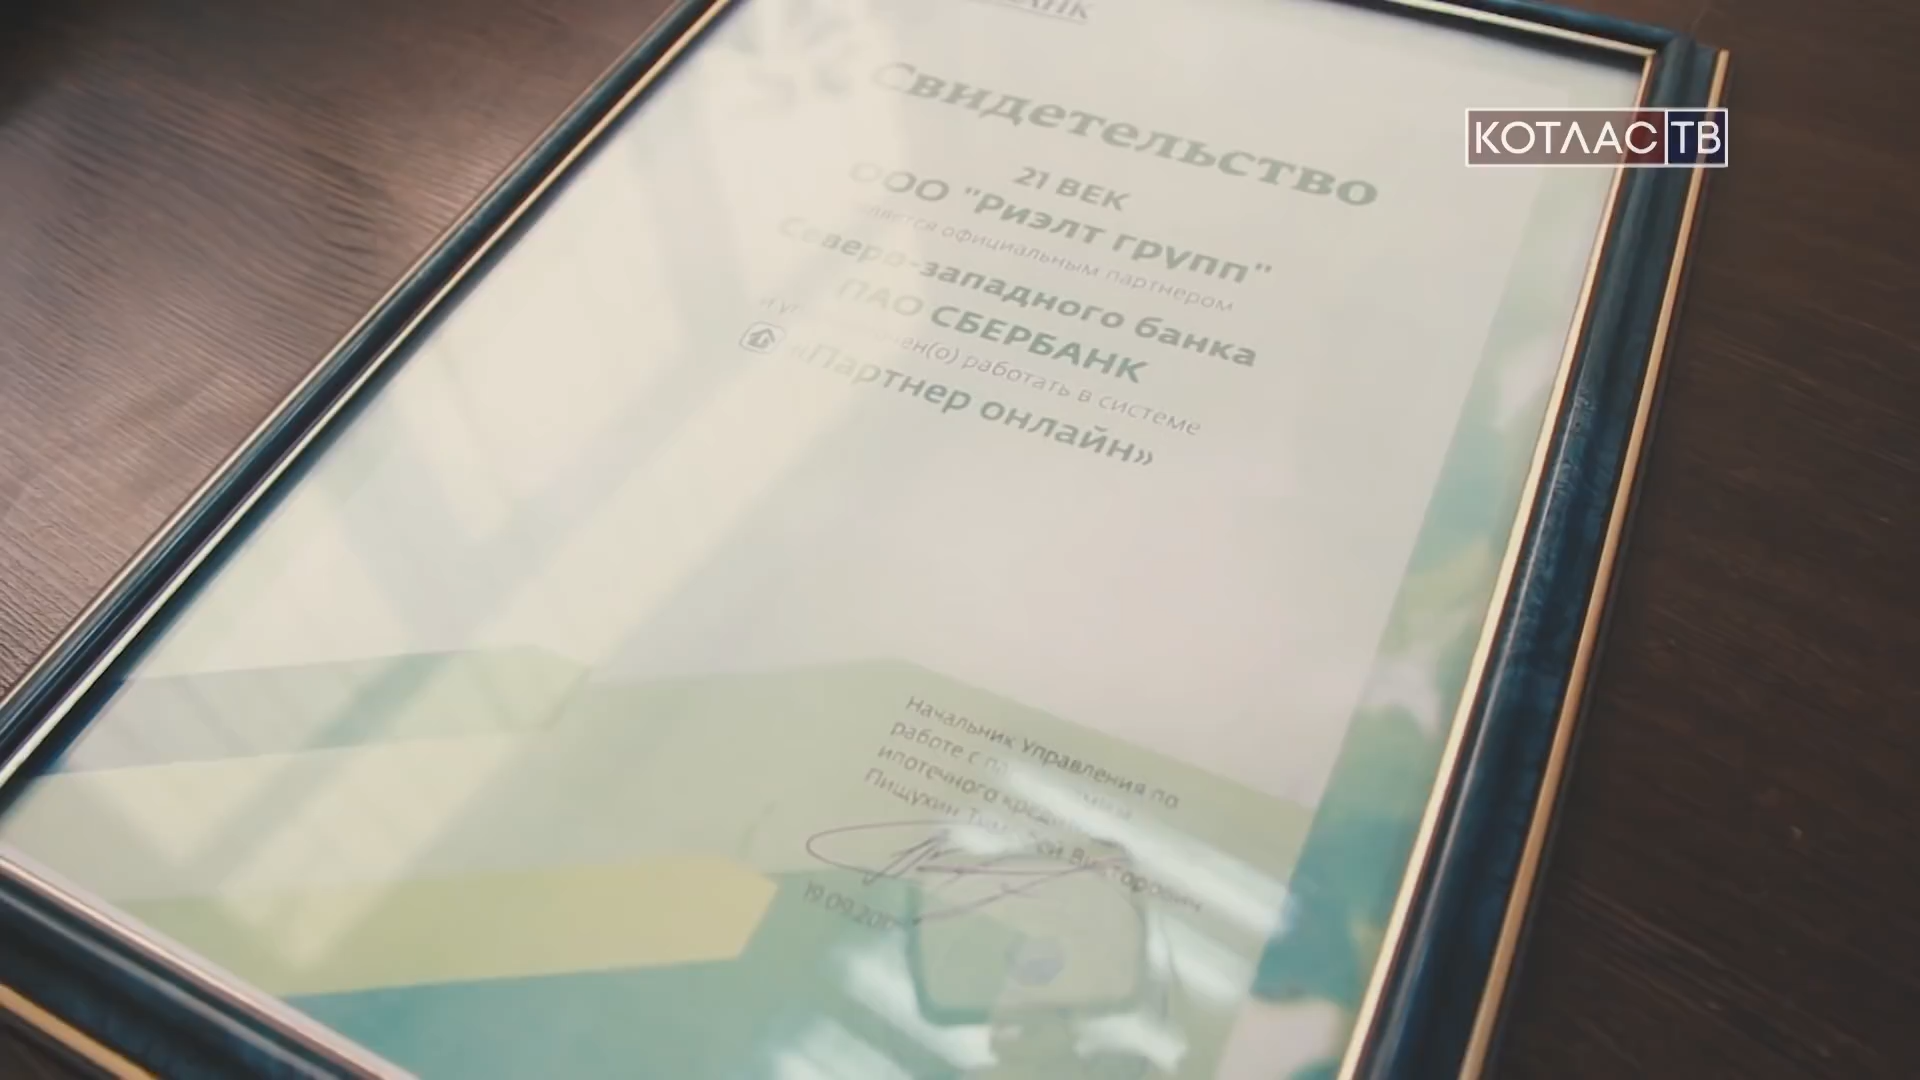 КОТЛАС ТВ
Свидетельство
21 ВЕК
ООО "Риэлт групп"
является официальным партнером
Северо-западного банка
ПАО СБЕРБАНК
работать в системе
«Партнер онлайн»
Начальник Управления по
работе с
ипотечного
Пищухин Викторович